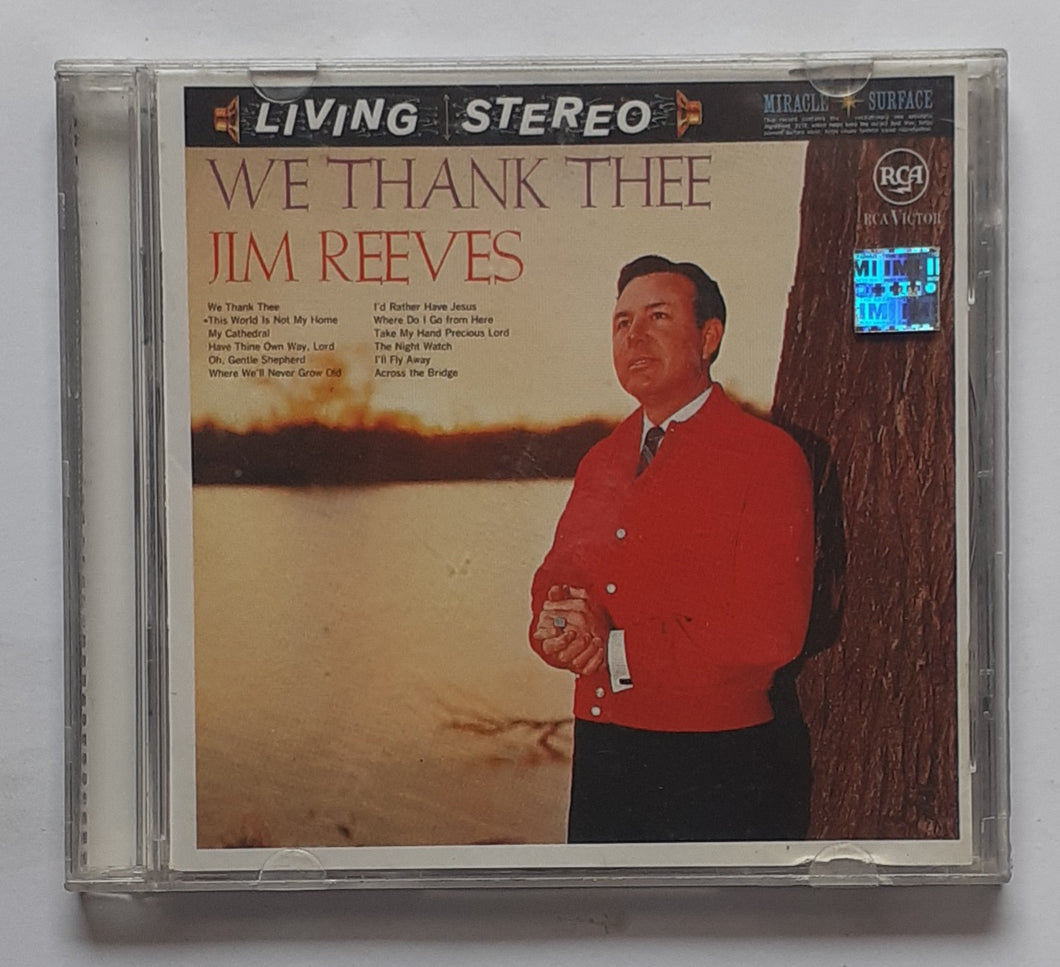 LIVING STEREO
MIRACLE SURFACE
WE THANK THEE
RCA
RCA VICTOR
JIM REEVES
We Thank Thee
•This World Is Not My Home
My Cathedral
Have Thine Own Way, Lord
Oh, Gentle Shepherd
Where We'll Never Grow Old
I'd Rather Have Jesus
Where Do I Go from Here
Take My Hand Precious Lord
The Night Watch
I'll Fly Away
Across the Bridge